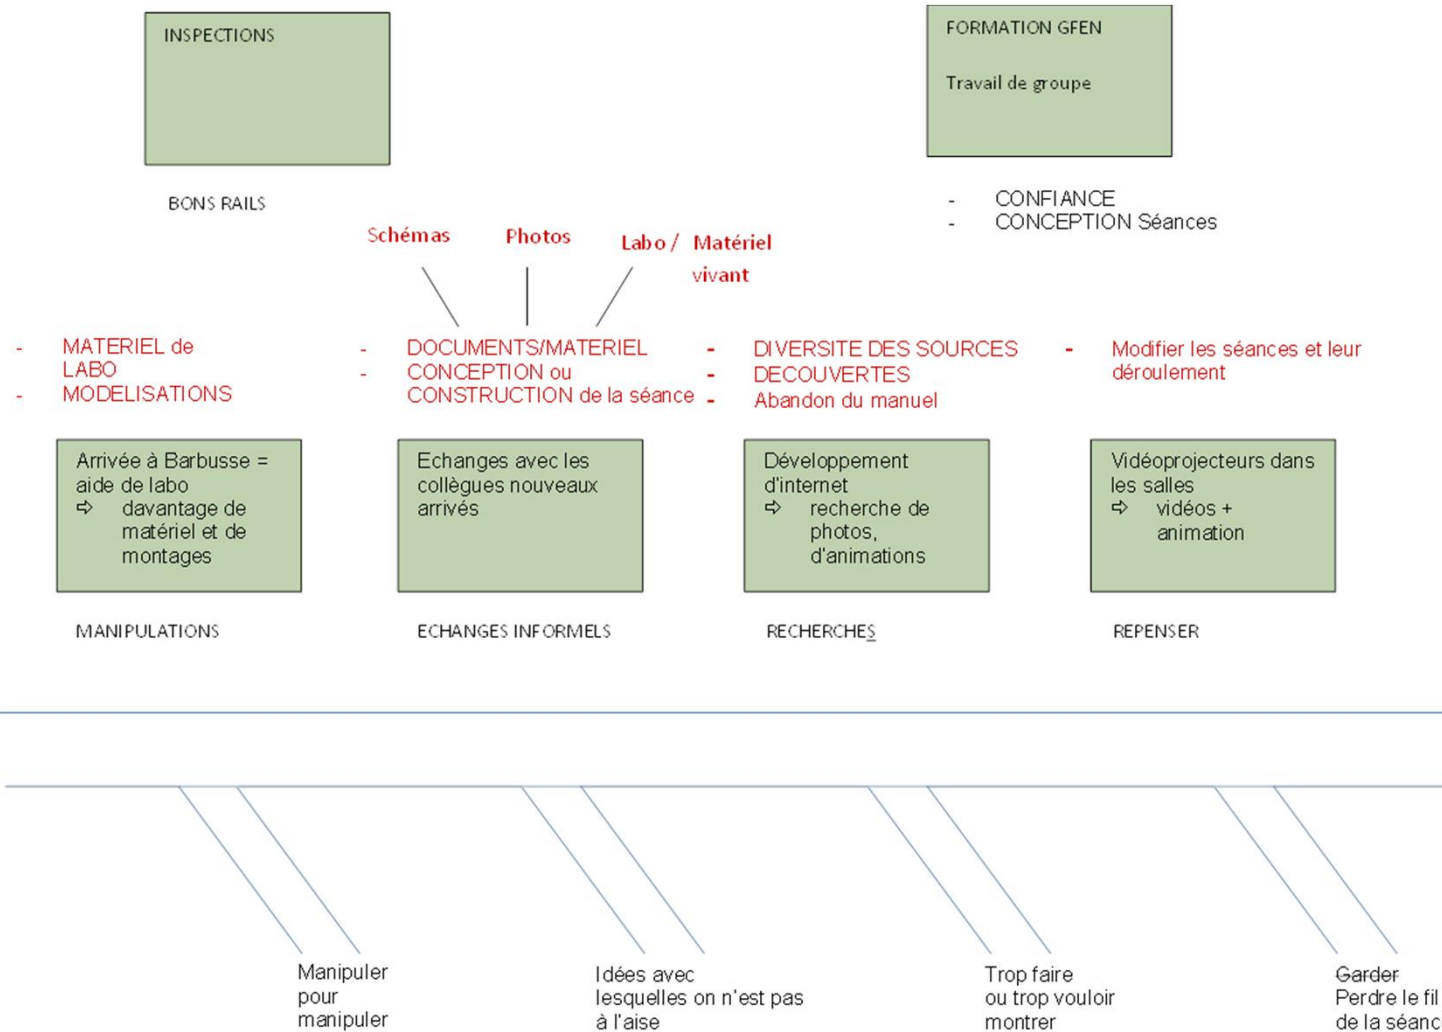 INSPECTIONS
FORMATION GFEN
Travail de groupe
BONS RAILS
- CONFIANCE
- CONCEPTION Séances
Schémas
Photos
Labo / Matériel
vivant
- MATERIEL de
LABO
- MODELISATIONS
- DOCUMENTS/MATERIEL
- CONCEPTION ou
CONSTRUCTION de la séance
- DIVERSITE DES SOURCES
- DECOUVERTES
- Abandon du manuel
- Modifier les séances et leur
déroulement
Arrivée à Barbusse =
aide de labo
⇨ davantage de
matériel et de
montages
Echanges avec les
collègues nouveaux
arrivés
Développement
d'internet
⇨ recherche de
photos,
d'animations
Vidéoprojecteurs dans
les salles
⇨ vidéos +
animation
MANIPULATIONS
ECHANGES INFORMELS
RECHERCHES
REPENSER
Manipuler
pour
manipuler
Idées avec
lesquelles on n'est pas
à l'aise
Trop faire
ou trop vouloir
montrer
Garder
Perdre le fil
de la séanc